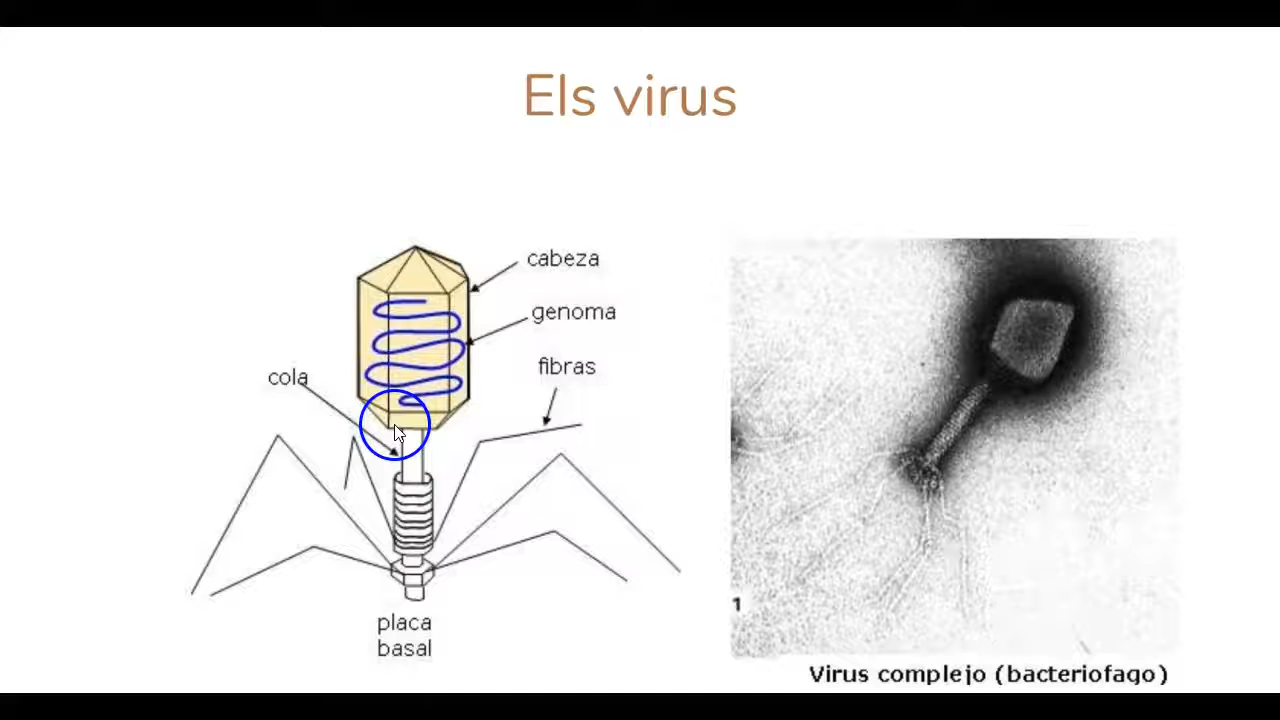 Els virus
cabeza
genoma
fibras
cola
placa
basal
1
Virus complejo (bacteriofago)